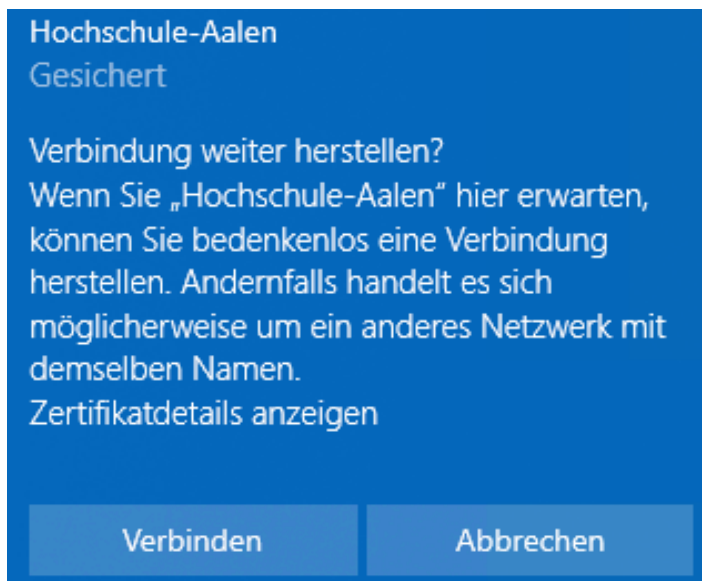 Hochschule-Aalen
Gesichert
Verbindung weiter herstellen?
Wenn Sie „Hochschule-Aalen“ hier erwarten,
können Sie bedenkenlos eine Verbindung
herstellen. Andernfalls handelt es sich
möglicherweise um ein anderes Netzwerk mit
demselben Namen.
Zertifikatdetails anzeigen
Verbinden
Abbrechen